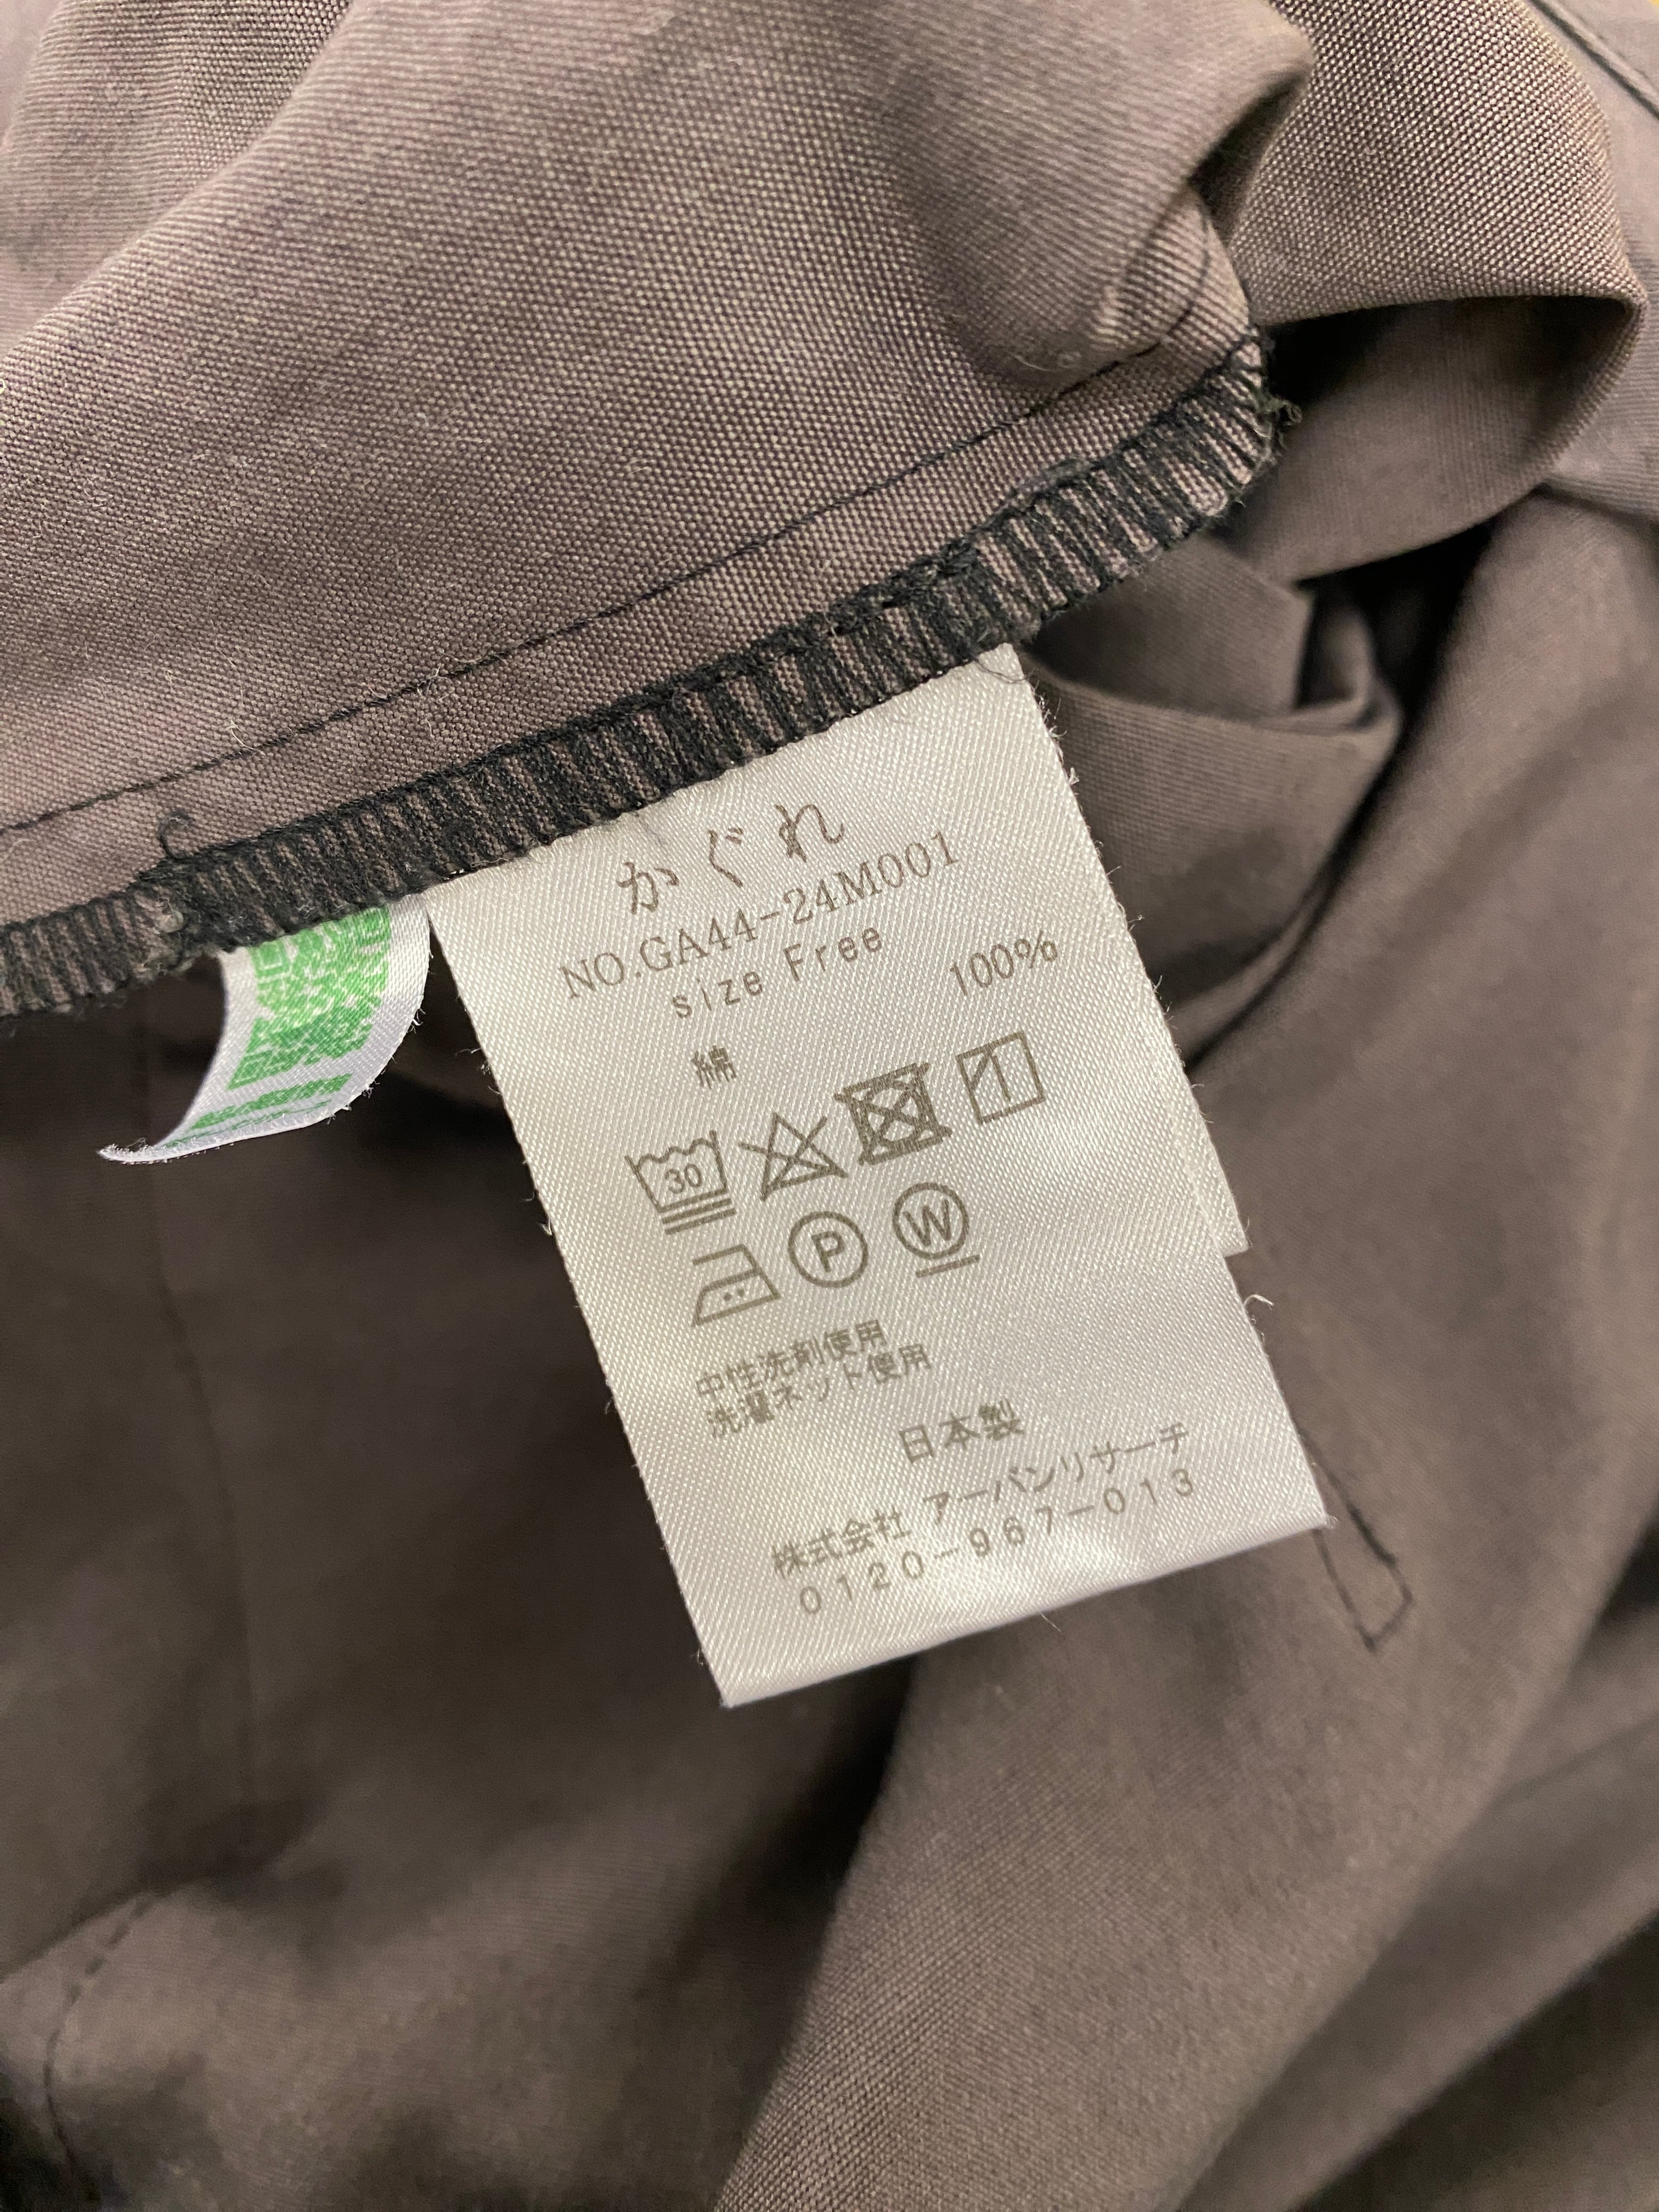 かぐれ
NO.GA44-24M001
size Free
綿 100%
30
P W
中性洗剤使用
洗濯ネット使用
日本製
株式会社 アーバンリサーチ
0120-967-013